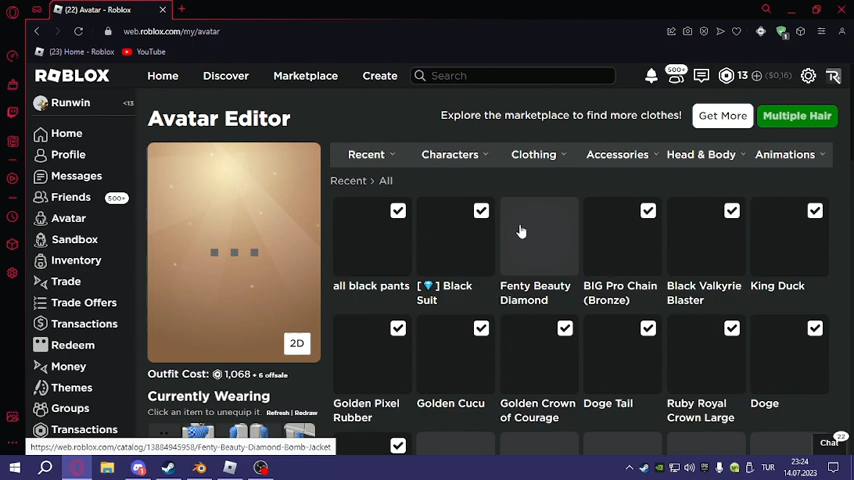 (22) Avatar - Roblox
web.roblox.com/my/avatar
(23) Home - Roblox YouTube
ROBLOX Home Discover Marketplace Create Search 500+ 13 ($0,16)
Runwin <13
Home
Profile
Messages
Friends 500+
Avatar
Sandbox
Inventory
Trade
Trade Offers
Transactions
Redeem
Money
Themes
Groups
Transactions
Avatar Editor
Explore the marketplace to find more clothes! Get More Multiple Hair
Recent Characters Clothing Accessories Head & Body Animations
Recent > All
all black pants
[💎] Black Suit
Fenty Beauty Diamond
BIG Pro Chain (Bronze)
Black Valkyrie Blaster
King Duck
Golden Pixel Rubber
Golden Cucu
Golden Crown of Courage
Doge Tail
Ruby Royal Crown Large
Doge
2D
Outfit Cost: 1,068 + 6 offsale
Currently Wearing
Click an item to unequip it. Refresh | Redraw
https://web.roblox.com/catalog/13884945958/Fenty-Beauty-Diamond-Bomb-Jacket
Chat 22
TUR
23:24
14.07.2023